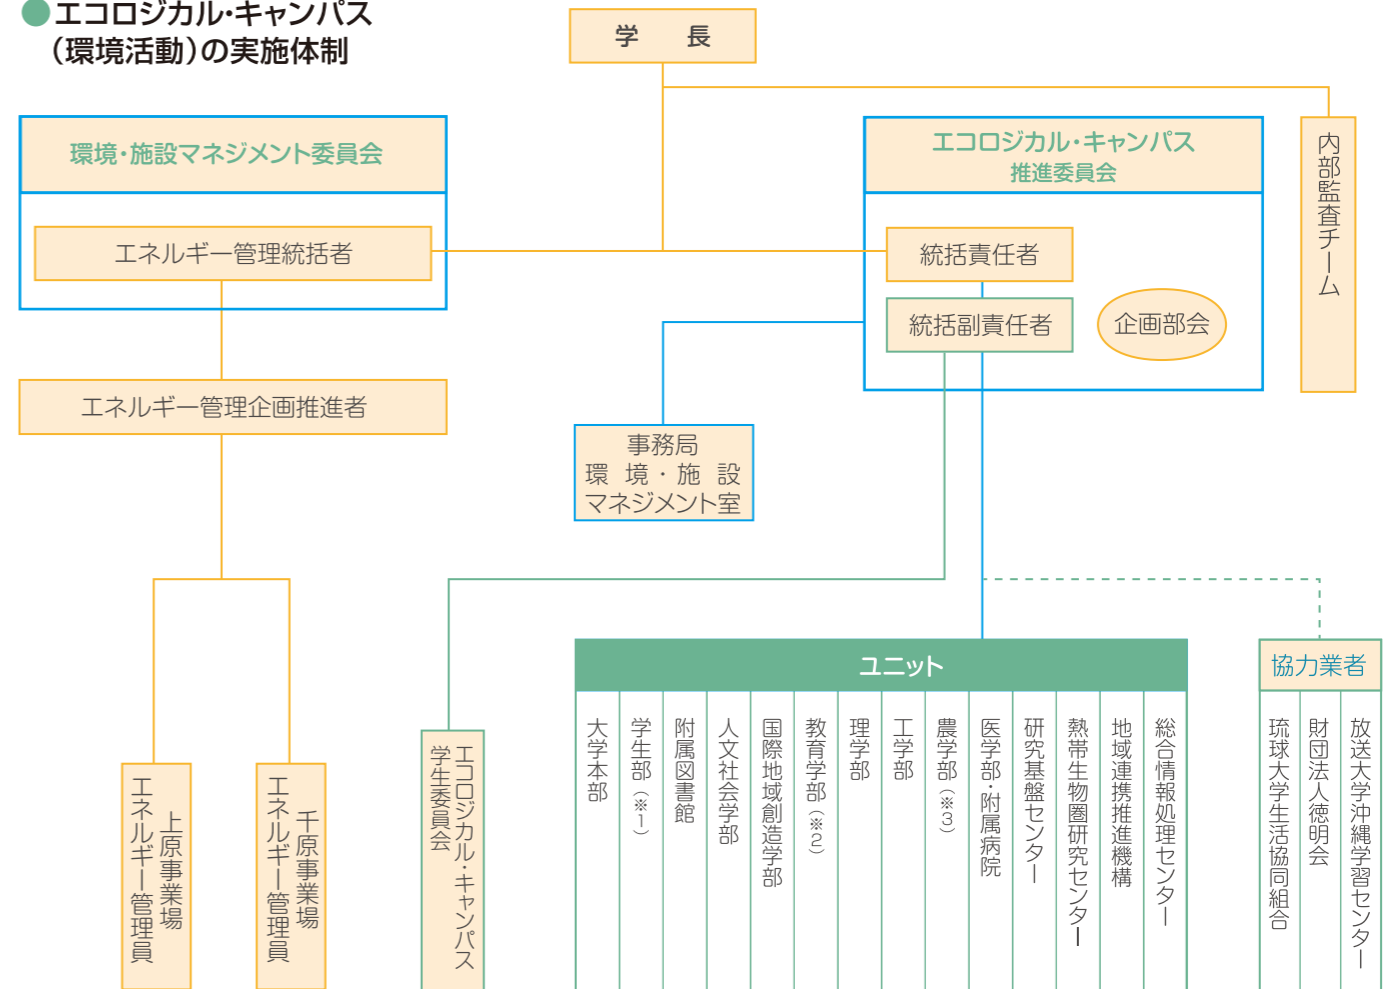 ●エコロジカル・キャンパス
（環境活動）の実施体制
学　長
環境・施設マネジメント委員会
エネルギー管理統括者
エコロジカル・キャンパス
推進委員会
統括責任者
統括副責任者
企画部会
内部監査チーム
エネルギー管理企画推進者
事務局
環 境・施 設
マネジメント室
上原事業場
エネルギー管理員
千原事業場
エネルギー管理員
エコロジカル・キャンパス
学生委員会
ユニット
大学本部
学生部（※1）
附属図書館
人文社会学部
国際地域創造学部
教育学部（※2）
理学部
工学部
農学部（※3）
医学部・附属病院
研究基盤センター
熱帯生物圏研究センター
地域連携推進機構
総合情報処理センター
協力業者
琉球大学生活協同組合
財団法人徳明会
放送大学沖縄学習センター